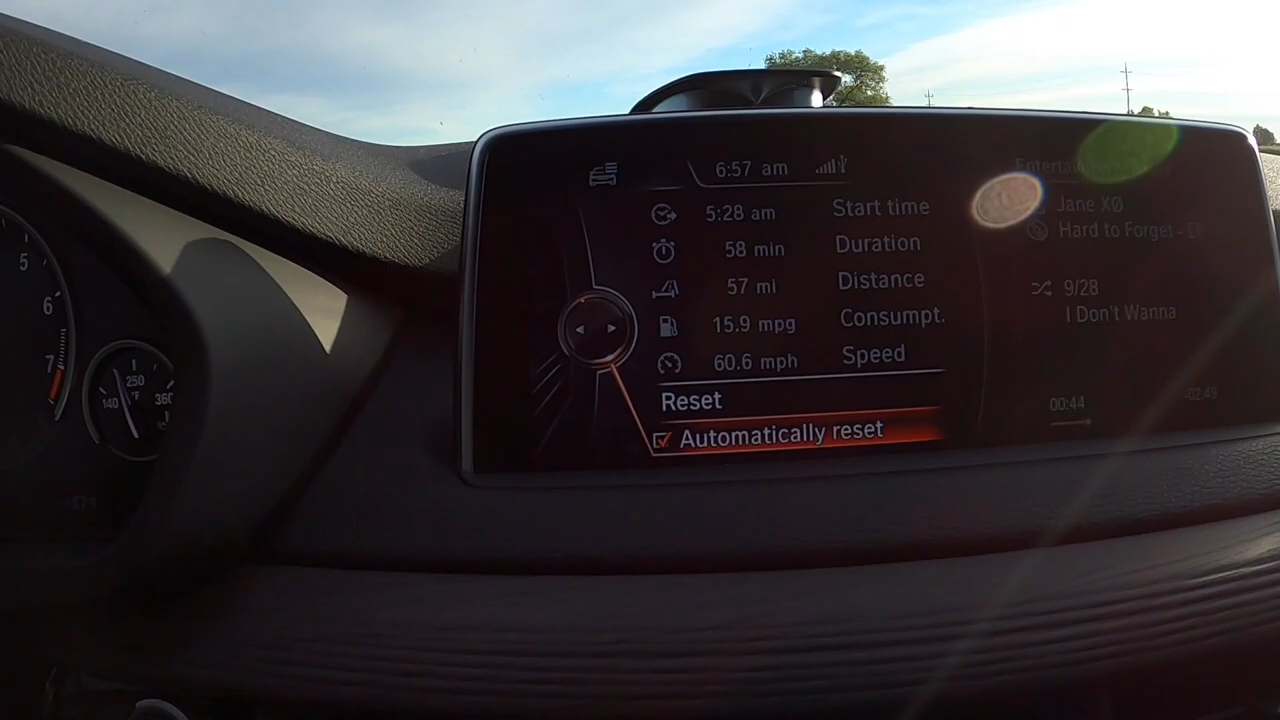 6:57 am
5:28 am Start time
58 min Duration
57 mi Distance
15.9 mpg Consumpt.
60.6 mph Speed
Reset
Automatically reset
Jane XØ
Hard to Forget -
9/28
I Don't Wanna
00:44
-02:49
5
6
7
140
250
°F
360